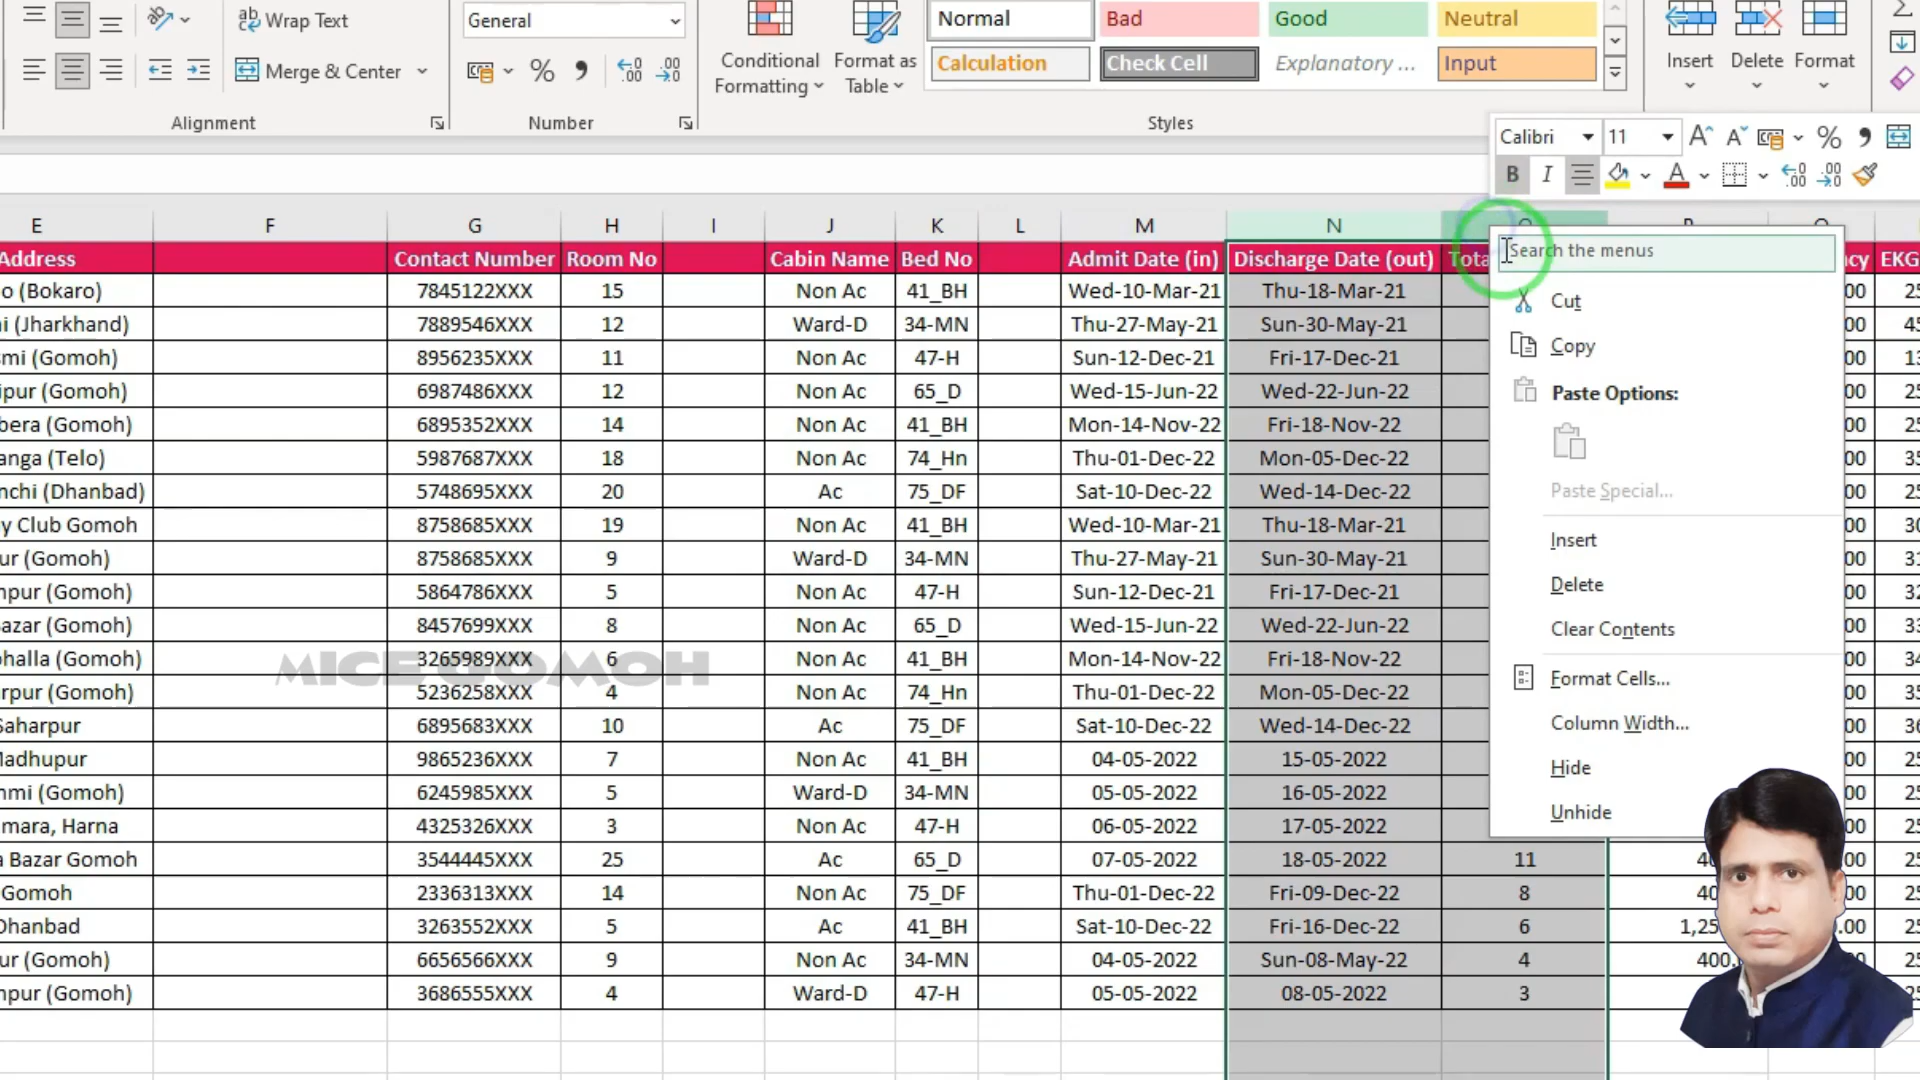 Wrap Text
General
Normal Bad Good Neutral
Merge & Center
Conditional Formatting
Format as Table
Calculation Check Cell Explanatory ... Input
Insert Delete Format
Alignment Number Styles
Calibri 11
B I A
E F G H I J K L M N
Address Contact Number Room No Cabin Name Bed No Admit Date (in) Discharge Date (out) EKG
(Bokaro) 7845122XXX 15 Non Ac 41_BH Wed-10-Mar-21 Thu-18-Mar-21
(Jharkhand) 7889546XXX 12 Ward-D 34-MN Thu-27-May-21 Sun-30-May-21
(Gomoh) 8956235XXX 11 Non Ac 47-H Sun-12-Dec-21 Fri-17-Dec-21
(Gomoh) 6987486XXX 12 Non Ac 65_D Wed-15-Jun-22 Wed-22-Jun-22
(Gomoh) 6895352XXX 14 Non Ac 41_BH Mon-14-Nov-22 Fri-18-Nov-22
(Telo) 5987687XXX 18 Non Ac 74_Hn Thu-01-Dec-22 Mon-05-Dec-22
(Dhanbad) 5748695XXX 20 Ac 75_DF Sat-10-Dec-22 Wed-14-Dec-22
Club Gomoh 8758685XXX 19 Non Ac 41_BH Wed-10-Mar-21 Thu-18-Mar-21
(Gomoh) 8758685XXX 9 Ward-D 34-MN Thu-27-May-21 Sun-30-May-21
(Gomoh) 5864786XXX 5 Non Ac 47-H Sun-12-Dec-21 Fri-17-Dec-21
(Gomoh) 8457699XXX 8 Non Ac 65_D Wed-15-Jun-22 Wed-22-Jun-22
(Gomoh) 3265989XXX 6 Non Ac 41_BH Mon-14-Nov-22 Fri-18-Nov-22
(Gomoh) 5236258XXX 4 Non Ac 74_Hn Thu-01-Dec-22 Mon-05-Dec-22
Saharpur 6895683XXX 10 Ac 75_DF Sat-10-Dec-22 Wed-14-Dec-22
Madhupur 9865236XXX 7 Non Ac 41_BH 04-05-2022 15-05-2022
(Gomoh) 6245985XXX 5 Ward-D 34-MN 05-05-2022 16-05-2022
Harna 4325326XXX 3 Non Ac 47-H 06-05-2022 17-05-2022
Bazar Gomoh 3544445XXX 25 Ac 65_D 07-05-2022 18-05-2022 11
Gomoh 2336313XXX 14 Non Ac 75_DF Thu-01-Dec-22 Fri-09-Dec-22 8
Dhanbad 3263552XXX 5 Ac 41_BH Sat-10-Dec-22 Fri-16-Dec-22 6
(Gomoh) 6656566XXX 9 Non Ac 34-MN 04-05-2022 Sun-08-May-22 4
(Gomoh) 3686555XXX 4 Ward-D 47-H 05-05-2022 08-05-2022 3
MICE GOMOH
Search the menus
Cut
Copy
Paste Options:
Paste Special...
Insert
Delete
Clear Contents
Format Cells...
Column Width...
Hide
Unhide